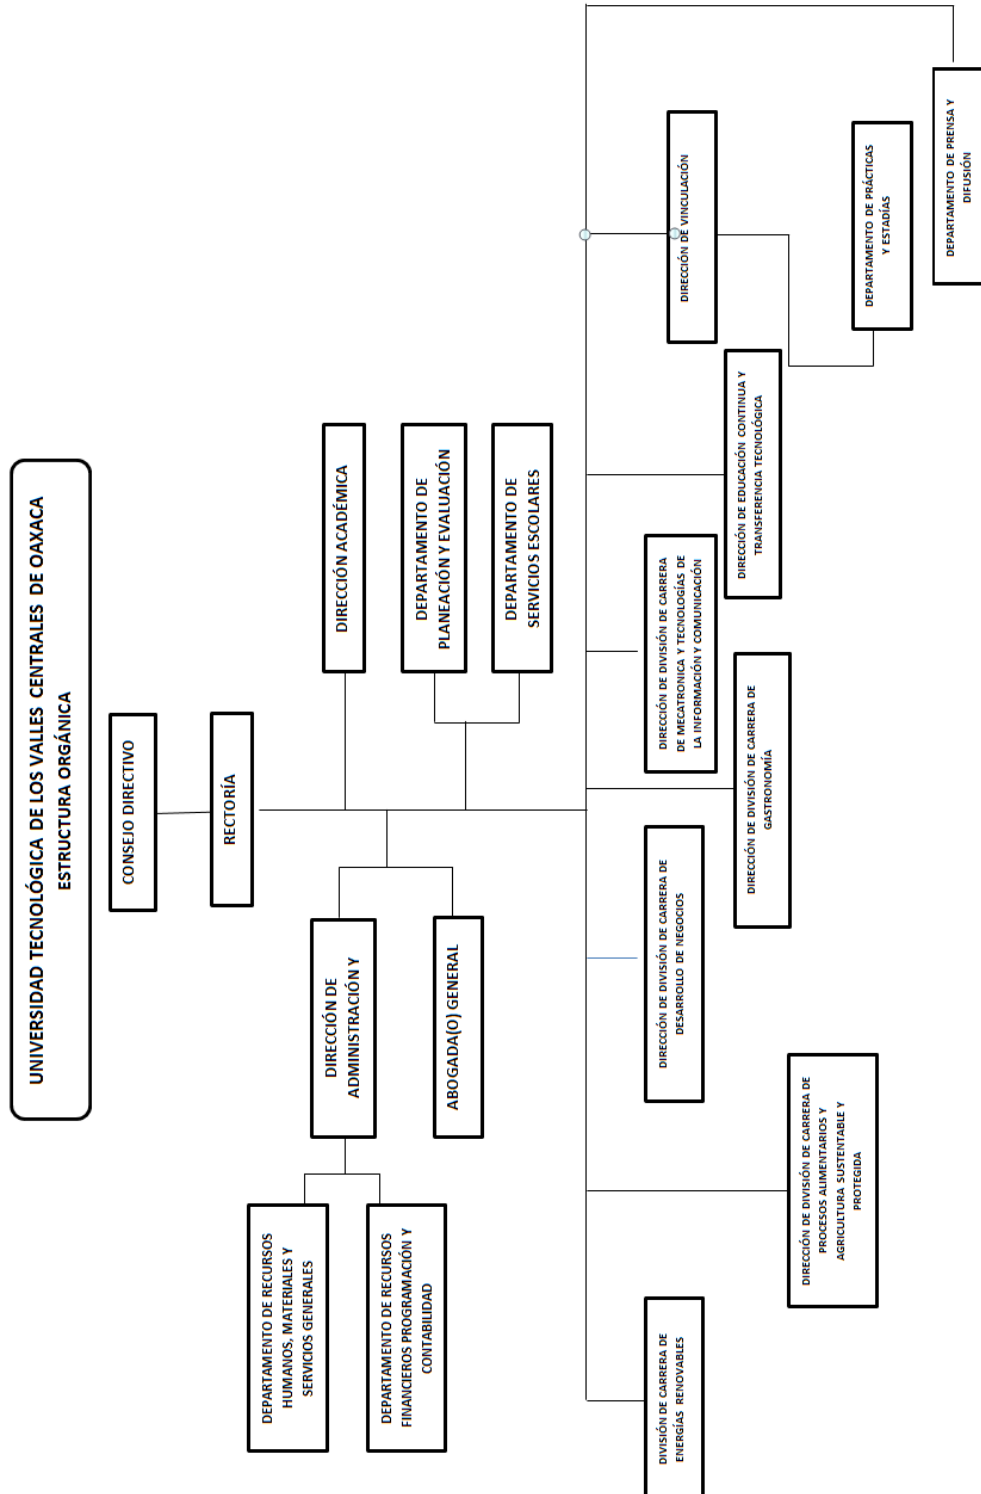 UNIVERSIDAD TECNOLÓGICA DE LOS VALLES CENTRALES DE OAXACA
ESTRUCTURA ORGÁNICA
CONSEJO DIRECTIVO
RECTORÍA
DIRECCIÓN ACADÉMICA
DIRECCIÓN DE
ADMINISTRACIÓN Y
DEPARTAMENTO DE RECURSOS
HUMANOS, MATERIALES Y
SERVICIOS GENERALES
DEPARTAMENTO DE RECURSOS
FINANCIEROS PROGRAMACIÓN Y
CONTABILIDAD
ABOGADA(O) GENERAL
DEPARTAMENTO DE
PLANEACIÓN Y EVALUACIÓN
DEPARTAMENTO DE
SERVICIOS ESCOLARES
DIVISIÓN DE CARRERA DE
ENERGÍAS RENOVABLES
DIRECCIÓN DE DIVISIÓN DE CARRERA DE
PROCESOS ALIMENTARIOS Y
AGRICULTURA SUSTENTABLE Y
PROTEGIDA
DIRECCIÓN DE DIVISIÓN DE CARRERA DE
DESARROLLO DE NEGOCIOS
DIRECCIÓN DE DIVISIÓN DE CARRERA DE
GASTRONOMÍA
DIRECCIÓN DE DIVISIÓN DE CARRERA
DE MECATRONICA Y TECNOLOGÍAS DE
LA INFORMACIÓN Y COMUNICACIÓN
DIRECCIÓN DE EDUCACIÓN CONTINUA Y
TRANSFERENCIA TECNOLÓGICA
DIRECCIÓN DE VINCULACIÓN
DEPARTAMENTO DE PRÁCTICAS
Y ESTADÍAS
DEPARTAMENTO DE PRENSA Y
DIFUSIÓN